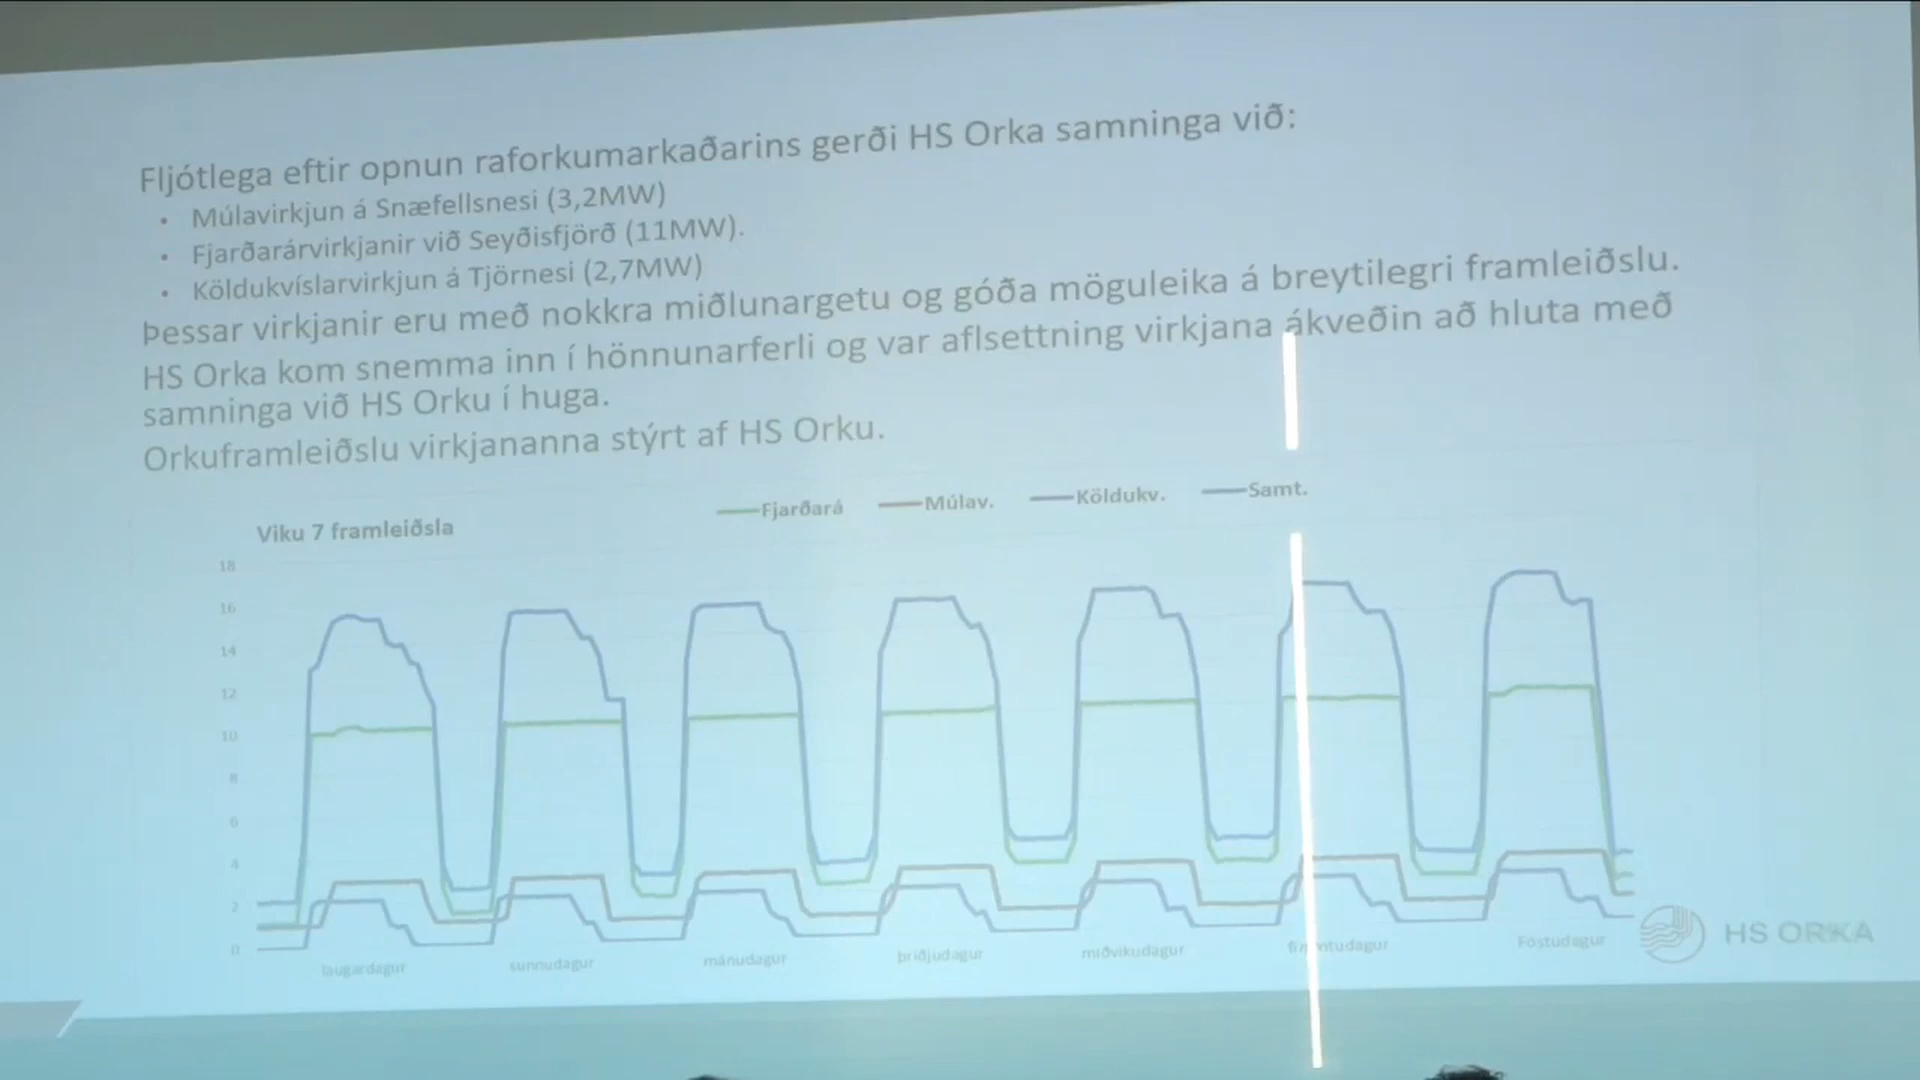 Fljótlega eftir opnun raforkumarkaðarins gerði HS Orka samninga við:
• Múlavirkjun á Snæfellsnesi (3,2MW)
• Fjarðarárvirkjanir við Seyðisfjörð (11MW).
• Köldukvíslarvirkjun á Tjörnesi (2,7MW)
Þessar virkjanir eru með nokkra miðlunargetu og góða möguleika á breytilegri framleiðslu.
HS Orka kom snemma inn í hönnunarferli og var aflsettning virkjana ákveðin að hluta með
samninga við HS Orku í huga.
Orkuframleiðslu virkjananna stýrt af HS Orku.
Fjarðará Múlav. Köldukv. Samt.
Viku 7 framleiðsla
18
16
14
12
10
8
6
4
2
0
laugardagur sunnudagur mánudagur þriðjudagur miðvikudagur fimmtudagur Föstudagur
HS ORKA